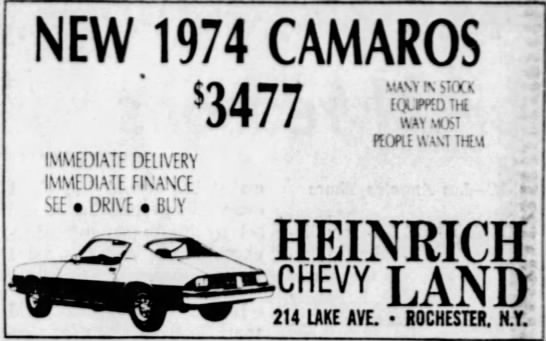 NEW 1974 CAMAROS
$3477
MANY IN STOCK
EQUIPPED THE
WAY MOST
PEOPLE WANT THEM
IMMEDIATE DELIVERY
IMMEDIATE FINANCE
SEE • DRIVE • BUY
HEINRICH
CHEVY LAND
214 LAKE AVE. • ROCHESTER, N.Y.